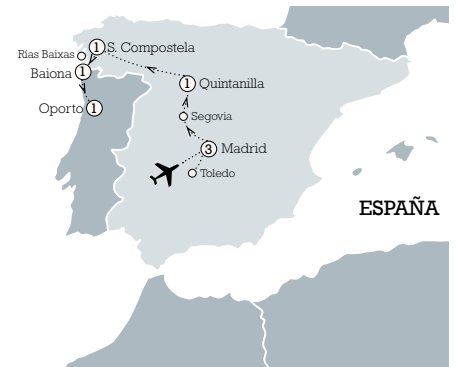 1 S. Compostela
Rías Baixas
Baiona 1
1 Quintanilla
Oporto 1
Segovia
3 Madrid
Toledo
ESPAÑA